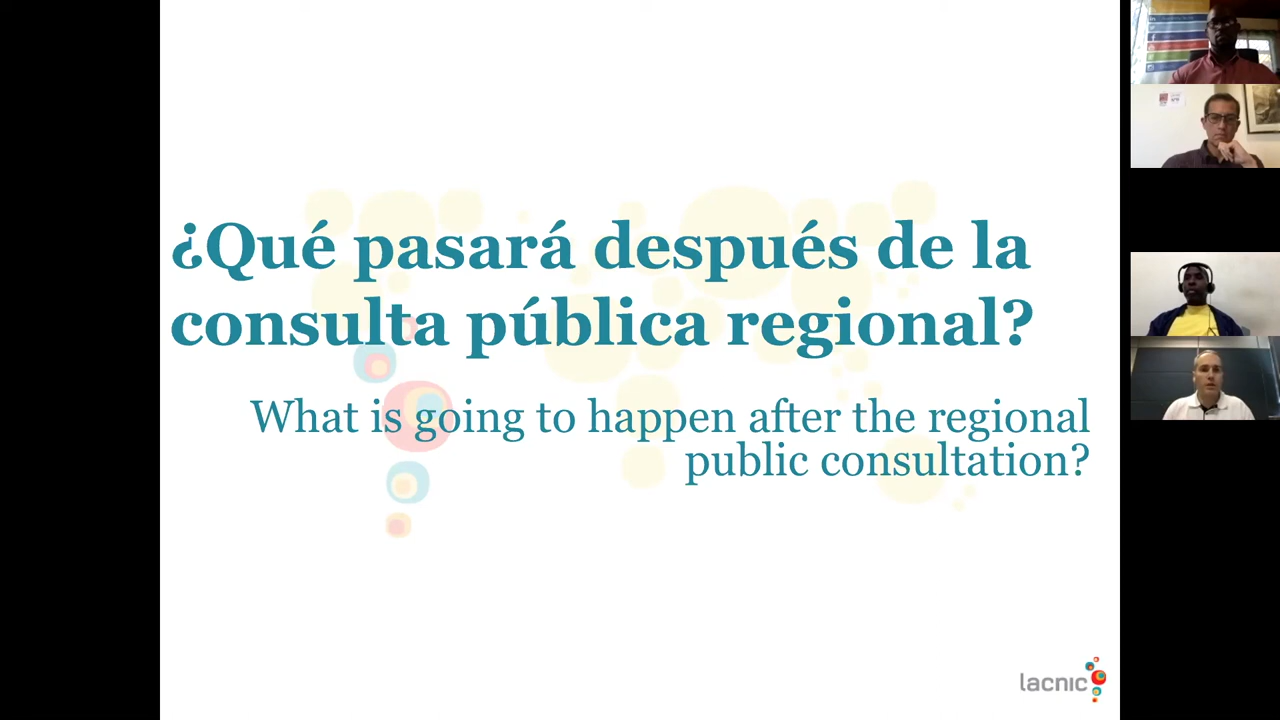 ¿Qué pasará después de la
consulta pública regional?
What is going to happen after the regional
public consultation?
lacnic